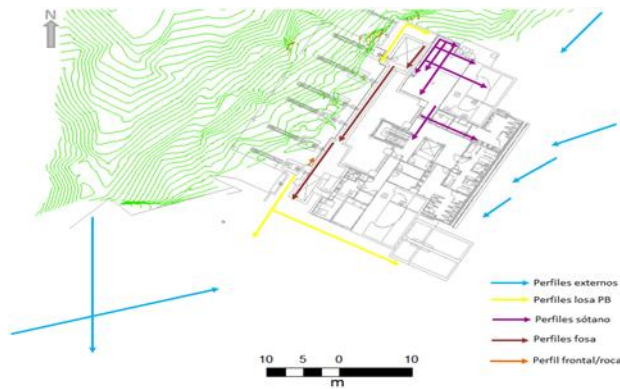 N
Perfiles externos
Perfiles losa PB
Perfiles sótano
Perfiles fosa
Perfil frontal/roca
10 5 0 10
m